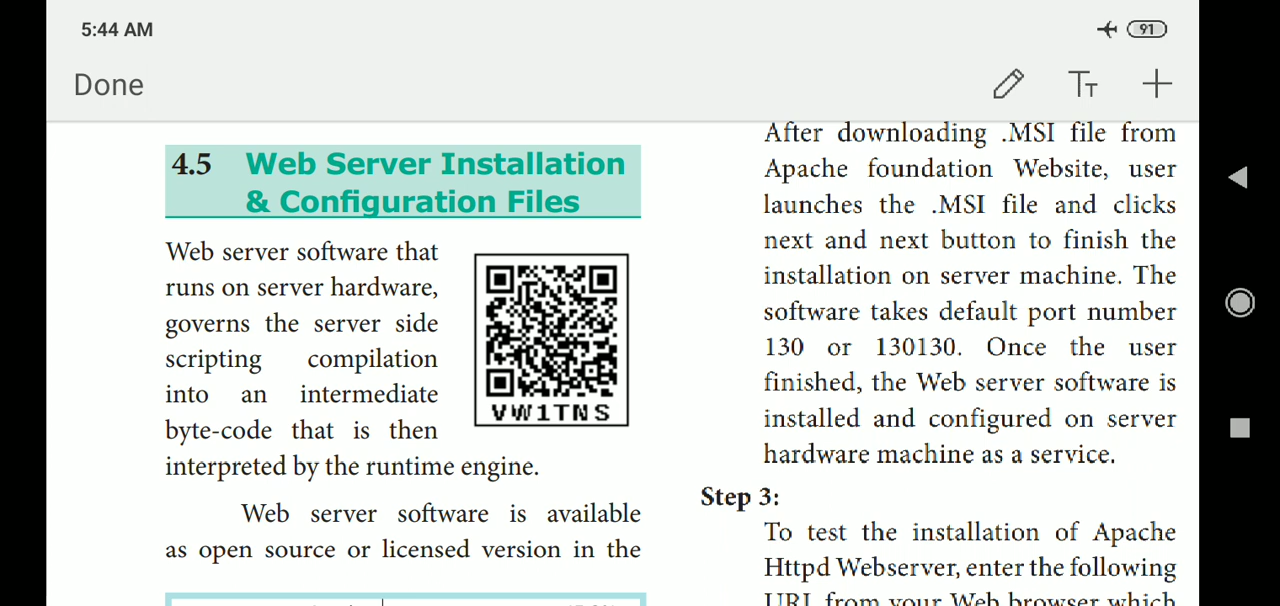 5:44 AM
91
Done
4.5 Web Server Installation
& Configuration Files
Web server software that
runs on server hardware,
governs the server side
scripting compilation
into an intermediate
byte-code that is then
interpreted by the runtime engine.
VW1TNS
Web server software is available
as open source or licensed version in the
After downloading .MSI file from
Apache foundation Website, user
launches the .MSI file and clicks
next and next button to finish the
installation on server machine. The
software takes default port number
130 or 130130. Once the user
finished, the Web server software is
installed and configured on server
hardware machine as a service.
Step 3:
To test the installation of Apache
Httpd Webserver, enter the following
URL from your Web browser which